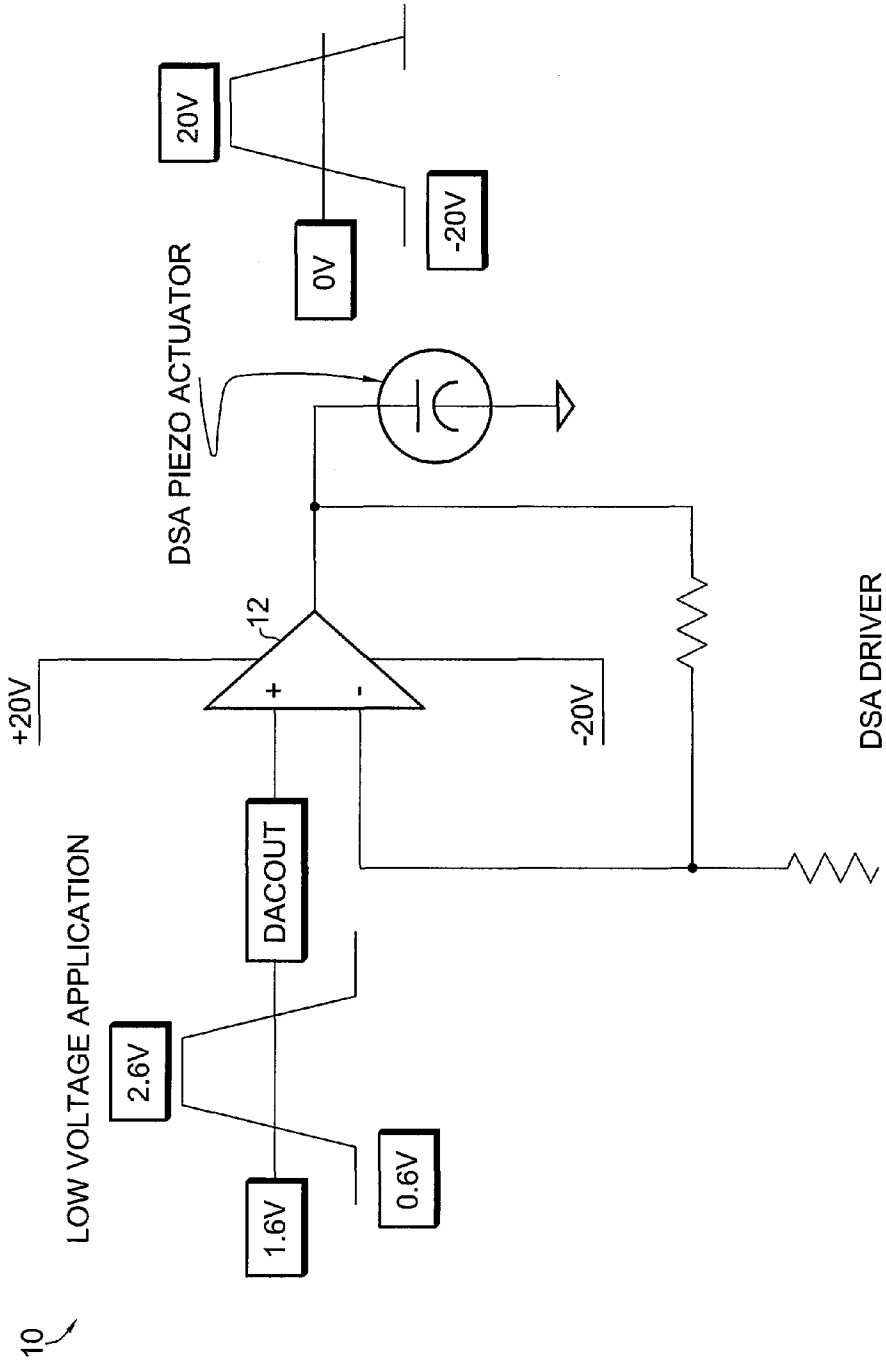 10
LOW VOLTAGE APPLICATION
2.6V
1.6V
0.6V
DACOUT
+20V
12
+
-
-20V
DSA PIEZO ACTUATOR
20V
0V
-20V
DSA DRIVER